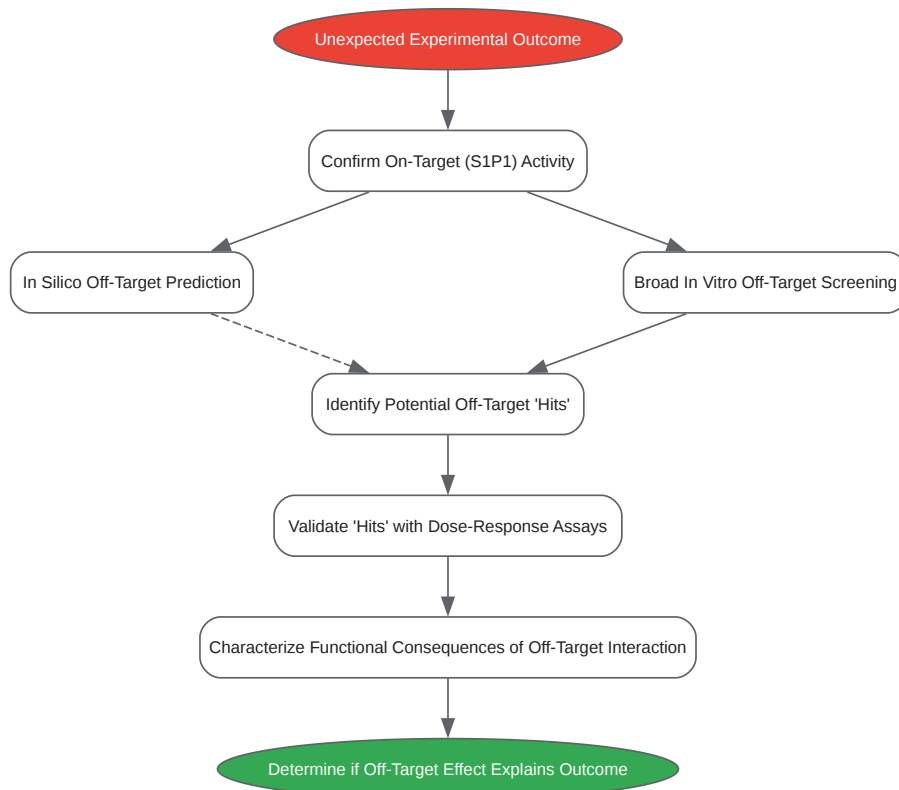 Unexpected Experimental Outcome
Confirm On-Target (S1P1) Activity
In Silico Off-Target Prediction
Broad In Vitro Off-Target Screening
Identify Potential Off-Target 'Hits'
Validate 'Hits' with Dose-Response Assays
Characterize Functional Consequences of Off-Target Interaction
Determine if Off-Target Effect Explains Outcome